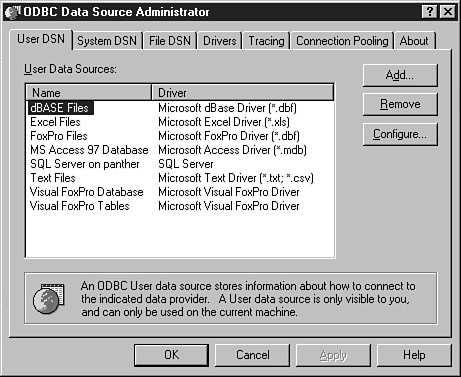 ODBC Data Source Administrator
User DSN System DSN File DSN Drivers Tracing Connection Pooling About
User Data Sources:
Name Driver
dBASE Files Microsoft dBase Driver (*.dbf)
Excel Files Microsoft Excel Driver (*.xls)
FoxPro Files Microsoft FoxPro Driver (*.dbf)
MS Access 97 Database Microsoft Access Driver (*.mdb)
SQL Server on panther SQL Server
Text Files Microsoft Text Driver (*.txt; *.csv)
Visual FoxPro Database Microsoft Visual FoxPro Driver
Visual FoxPro Tables Microsoft Visual FoxPro Driver
Add...
Remove
Configure...
An ODBC User data source stores information about how to connect to
the indicated data provider. A User data source is only visible to you,
and can only be used on the current machine.
OK Cancel Apply Help